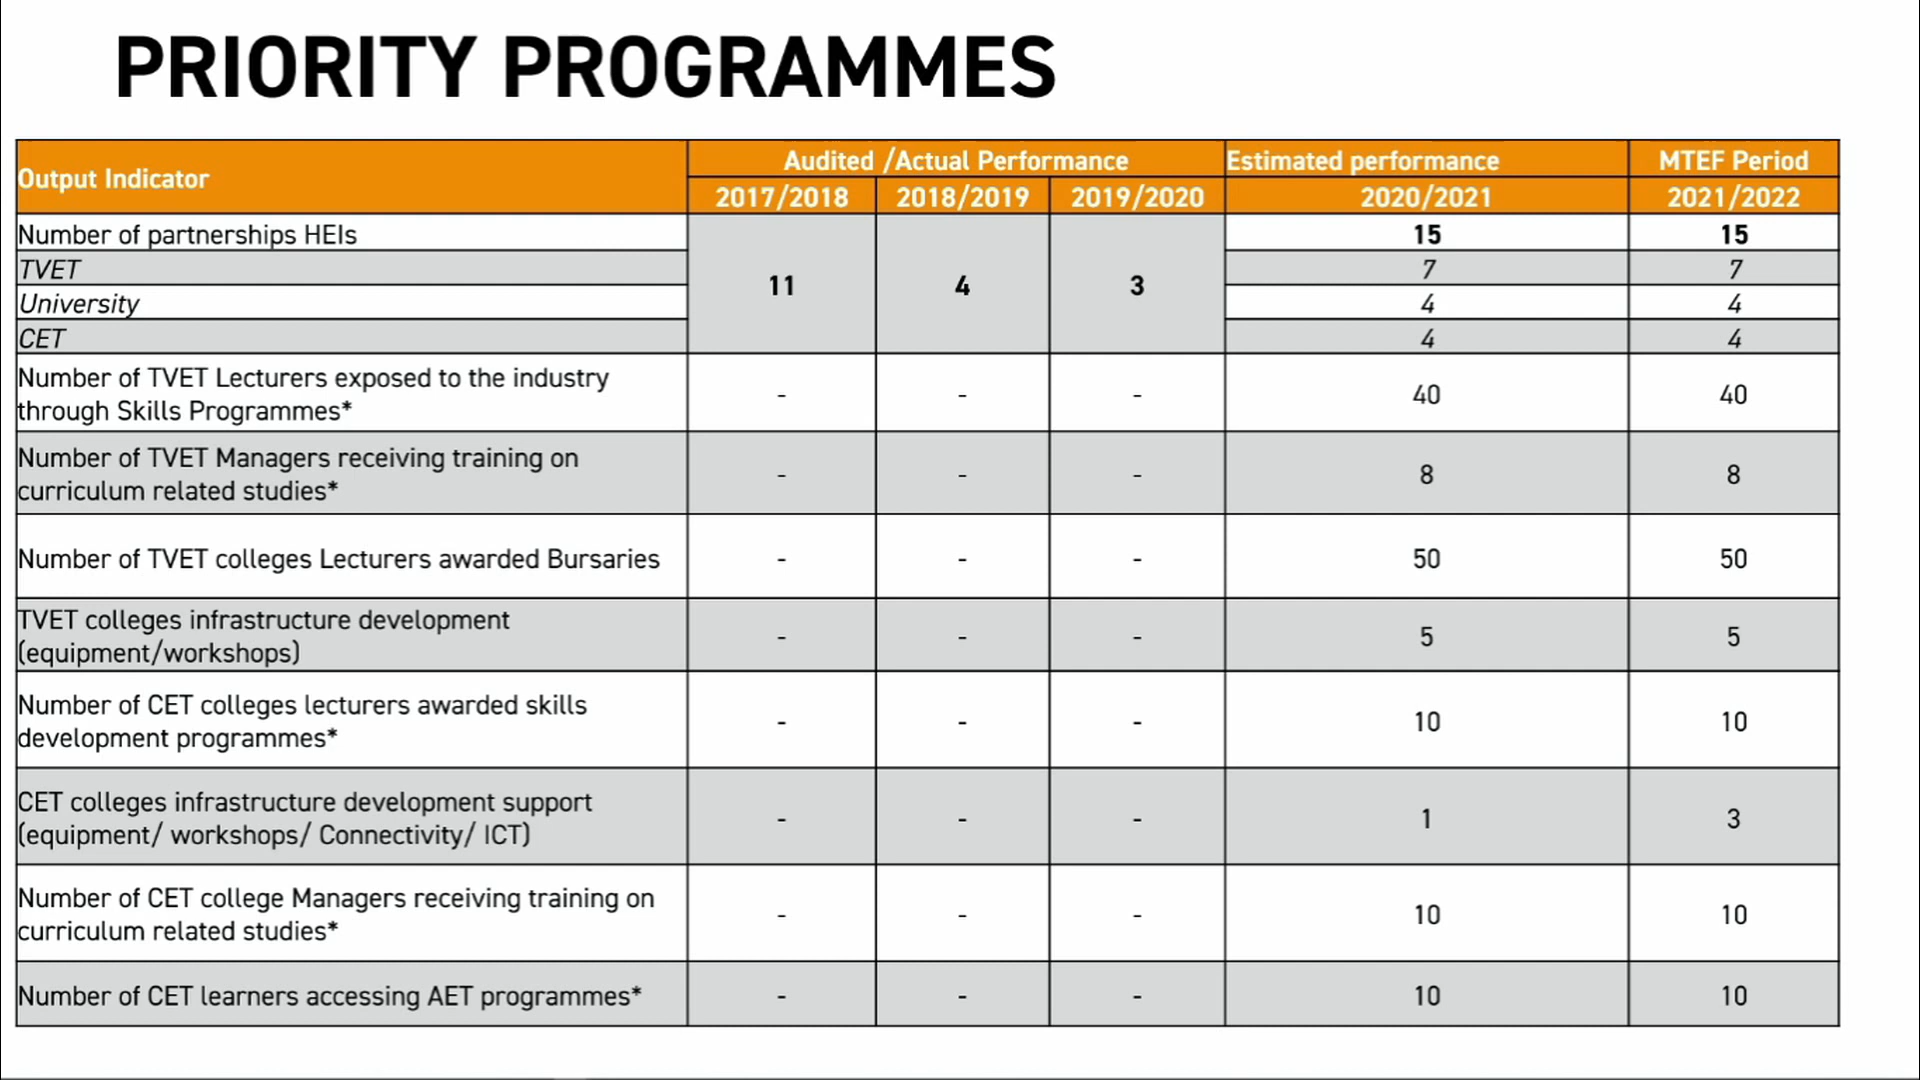 PRIORITY PROGRAMMES
Output Indicator
Audited /Actual Performance
Estimated performance
MTEF Period
2017/2018 2018/2019 2019/2020 2020/2021 2021/2022
Number of partnerships HEIs 15 15
TVET 7 7
11 4 3
University 4 4
CET 4 4
Number of TVET Lecturers exposed to the industry
through Skills Programmes*
- - - 40 40
Number of TVET Managers receiving training on
curriculum related studies*
- - - 8 8
Number of TVET colleges Lecturers awarded Bursaries - - - 50 50
TVET colleges infrastructure development
(equipment/workshops)
- - - 5 5
Number of CET colleges lecturers awarded skills
development programmes*
- - - 10 10
CET colleges infrastructure development support
(equipment/ workshops/ Connectivity/ ICT)
- - - 1 3
Number of CET college Managers receiving training on
curriculum related studies*
- - - 10 10
Number of CET learners accessing AET programmes* - - - 10 10